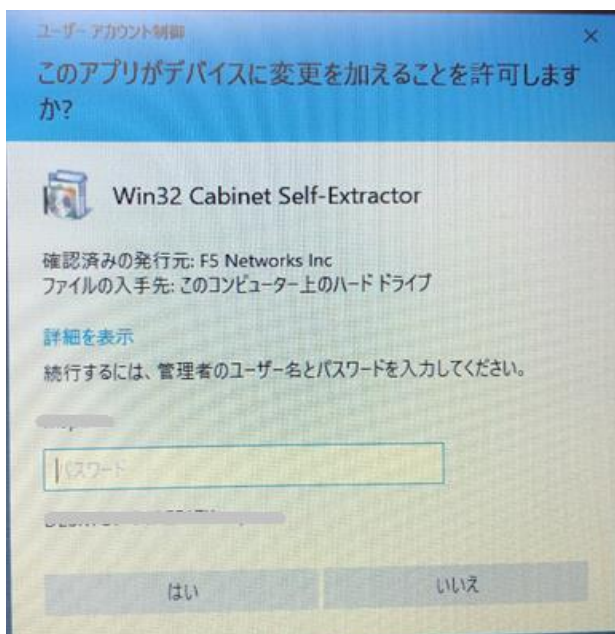 ユーザー アカウント制御
このアプリがデバイスに変更を加えることを許可します
か?
Win32 Cabinet Self-Extractor
確認済みの発行元: F5 Networks Inc
ファイルの入手先: このコンピューター上のハード ドライブ
詳細を表示
続行するには、管理者のユーザー名とパスワードを入力してください。
パスワード
はい
いいえ